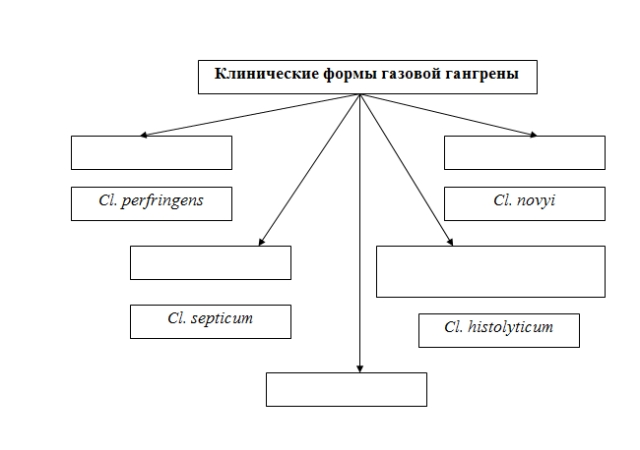 Клинические формы газовой гангрены
Cl. perfringens
Cl. novyi
Cl. septicum
Cl. histolyticum